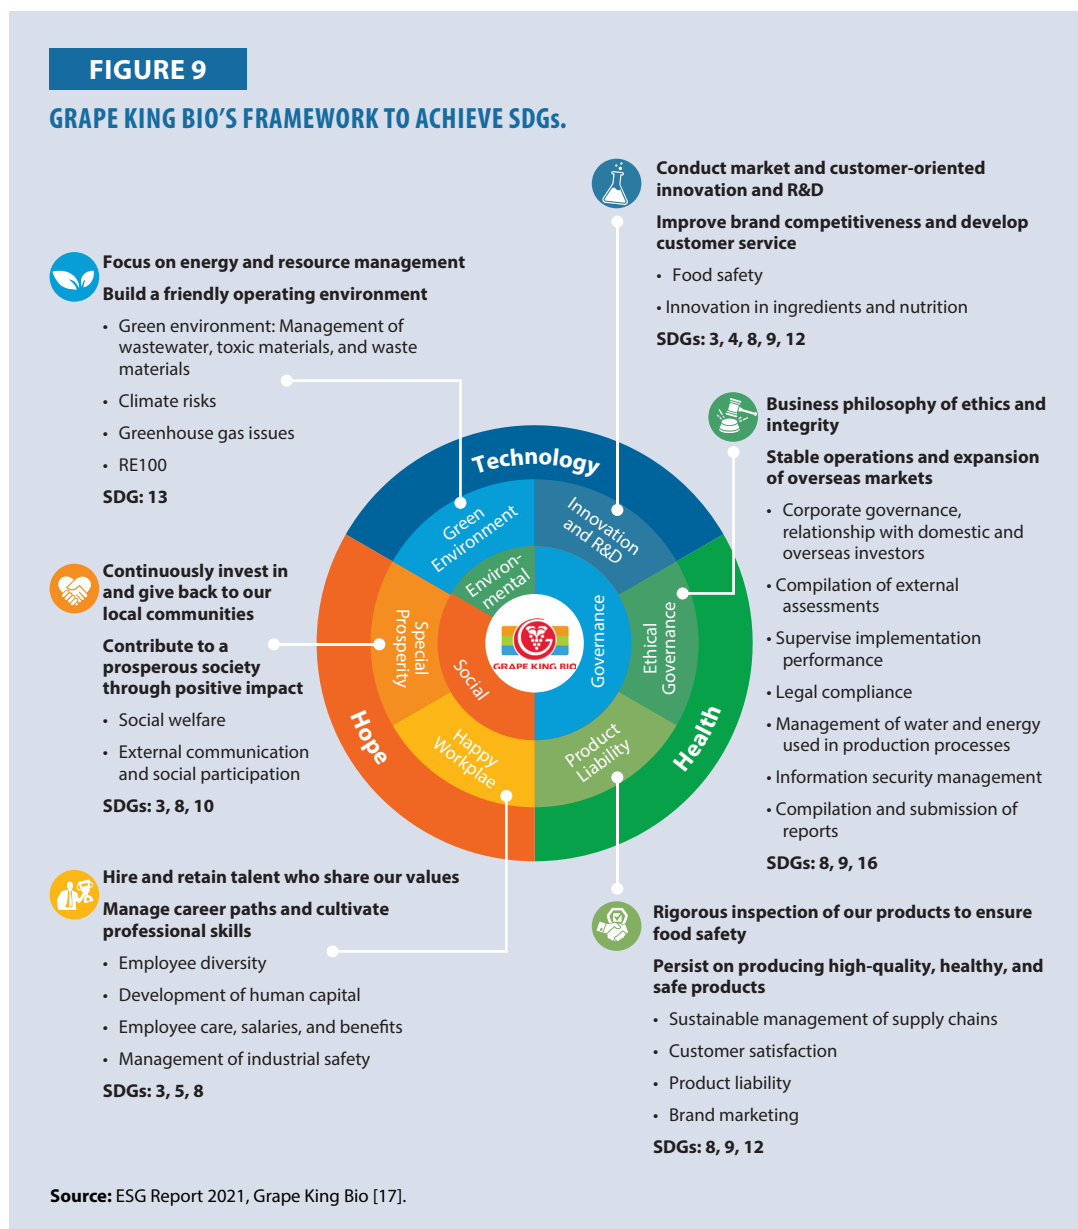 FIGURE 9
GRAPE KING BIO'S FRAMEWORK TO ACHIEVE SDGs.
Conduct market and customer-oriented
innovation and R&D
Improve brand competitiveness and develop
customer service
• Food safety
• Innovation in ingredients and nutrition
SDGs: 3, 4, 8, 9, 12
Focus on energy and resource management
Build a friendly operating environment
• Green environment: Management of
wastewater, toxic materials, and waste
materials
• Climate risks
• Greenhouse gas issues
• RE100
SDG: 13
Business philosophy of ethics and
integrity
Stable operations and expansion
of overseas markets
• Corporate governance,
relationship with domestic and
overseas investors
• Compilation of external
assessments
• Supervise implementation
performance
• Legal compliance
• Management of water and energy
used in production processes
• Information security management
• Compilation and submission of
reports
SDGs: 8, 9, 16
Technology
Green
Environment
Innovation
and R&D
Environ-
mental
Governance
Ethical
Governance
Special
Prosperity
Social
GRAPE KING BIO
Hope
Happy
Workplae
Product
Liability
Health
Continuously invest in
and give back to our
local communities
Contribute to a
prosperous society
through positive impact
• Social welfare
• External communication
and social participation
SDGs: 3, 8, 10
Hire and retain talent who share our values
Manage career paths and cultivate
professional skills
• Employee diversity
• Development of human capital
• Employee care, salaries, and benefits
• Management of industrial safety
SDGs: 3, 5, 8
Rigorous inspection of our products to ensure
food safety
Persist on producing high-quality, healthy, and
safe products
• Sustainable management of supply chains
• Customer satisfaction
• Product liability
• Brand marketing
SDGs: 8, 9, 12
Source: ESG Report 2021, Grape King Bio [17].